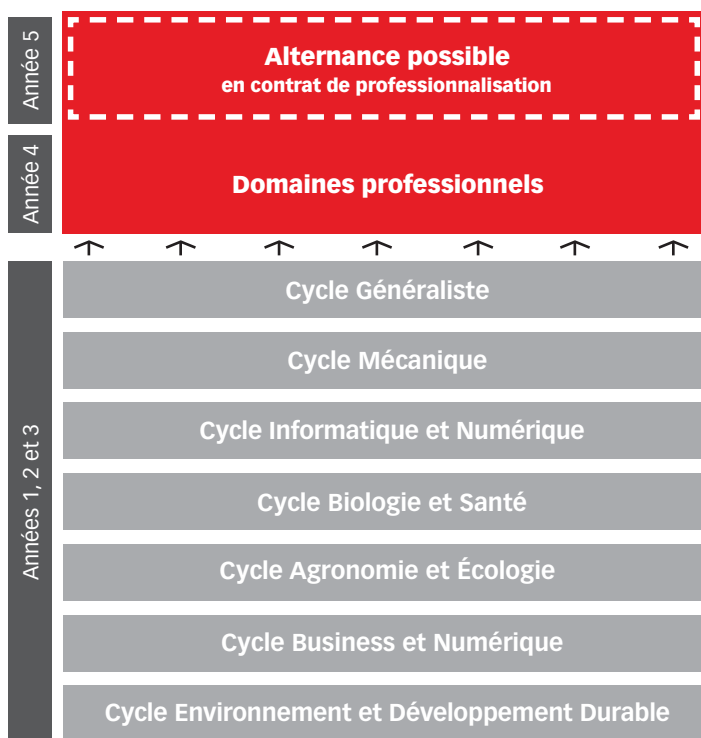 Année 5
Alternance possible
en contrat de professionnalisation
Année 4
Domaines professionnels
Années 1, 2 et 3
Cycle Généraliste
Cycle Mécanique
Cycle Informatique et Numérique
Cycle Biologie et Santé
Cycle Agronomie et Écologie
Cycle Business et Numérique
Cycle Environnement et Développement Durable